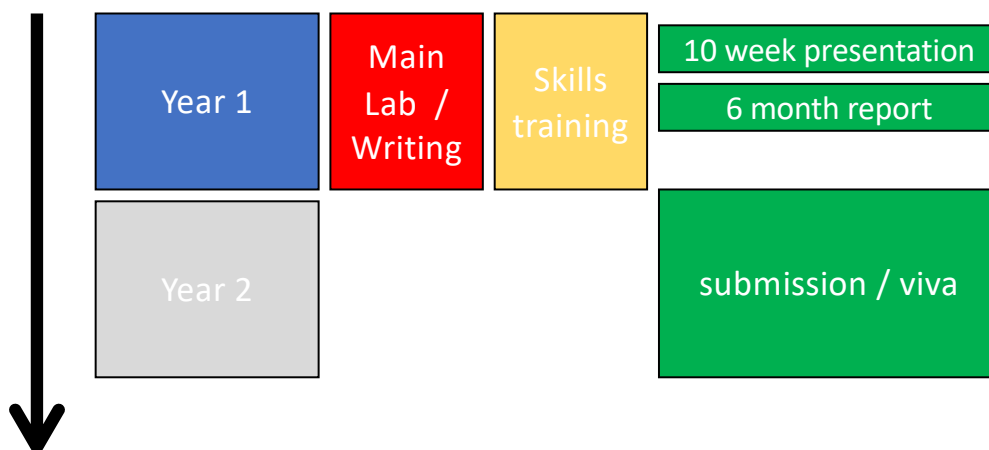 Year 1
Main
Lab /
Writing
Skills
training
10 week presentation
6 month report
Year 2
submission / viva